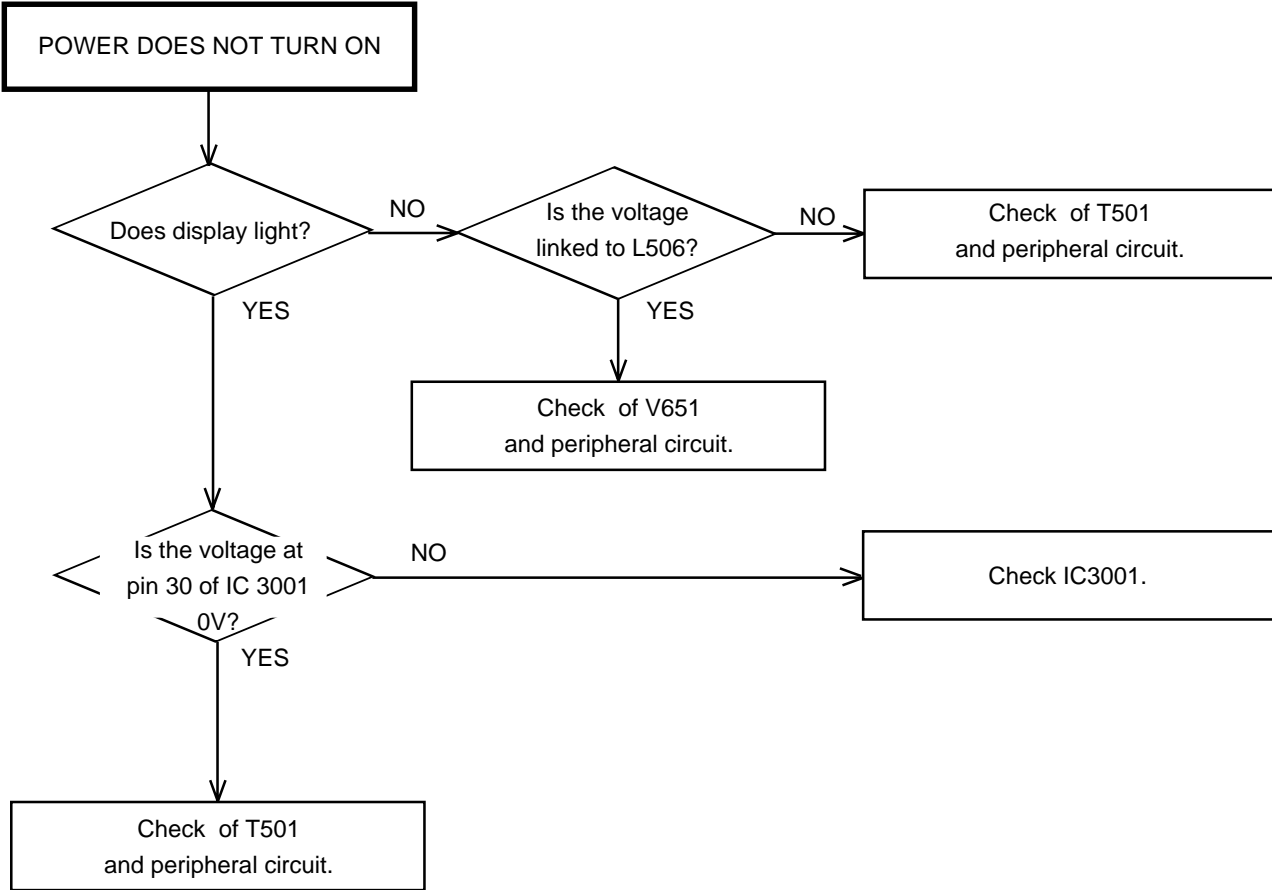 POWER DOES NOT TURN ON
Does display light?
NO
Is the voltage
linked to L506?
NO
Check of T501
and peripheral circuit.
YES
YES
Check of V651
and peripheral circuit.
Is the voltage at
pin 30 of IC 3001
0V?
NO
Check IC3001.
YES
Check of T501
and peripheral circuit.